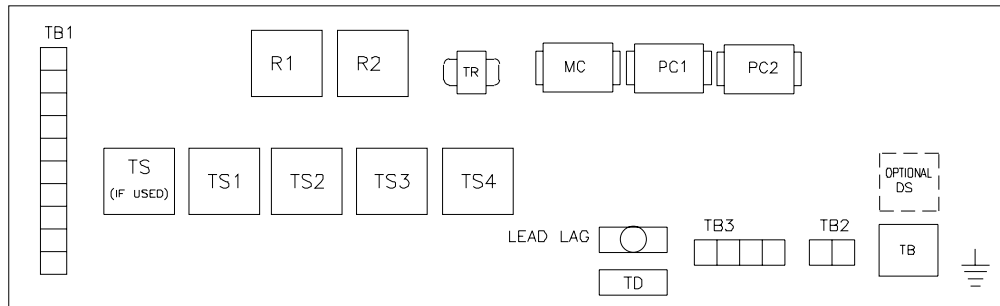 TB1
R1
R2
TR
MC
PC1
PC2
TS
(IF USED)
TS1
TS2
TS3
TS4
OPTIONAL
DS
LEAD LAG
TB3
TB2
TB
TD